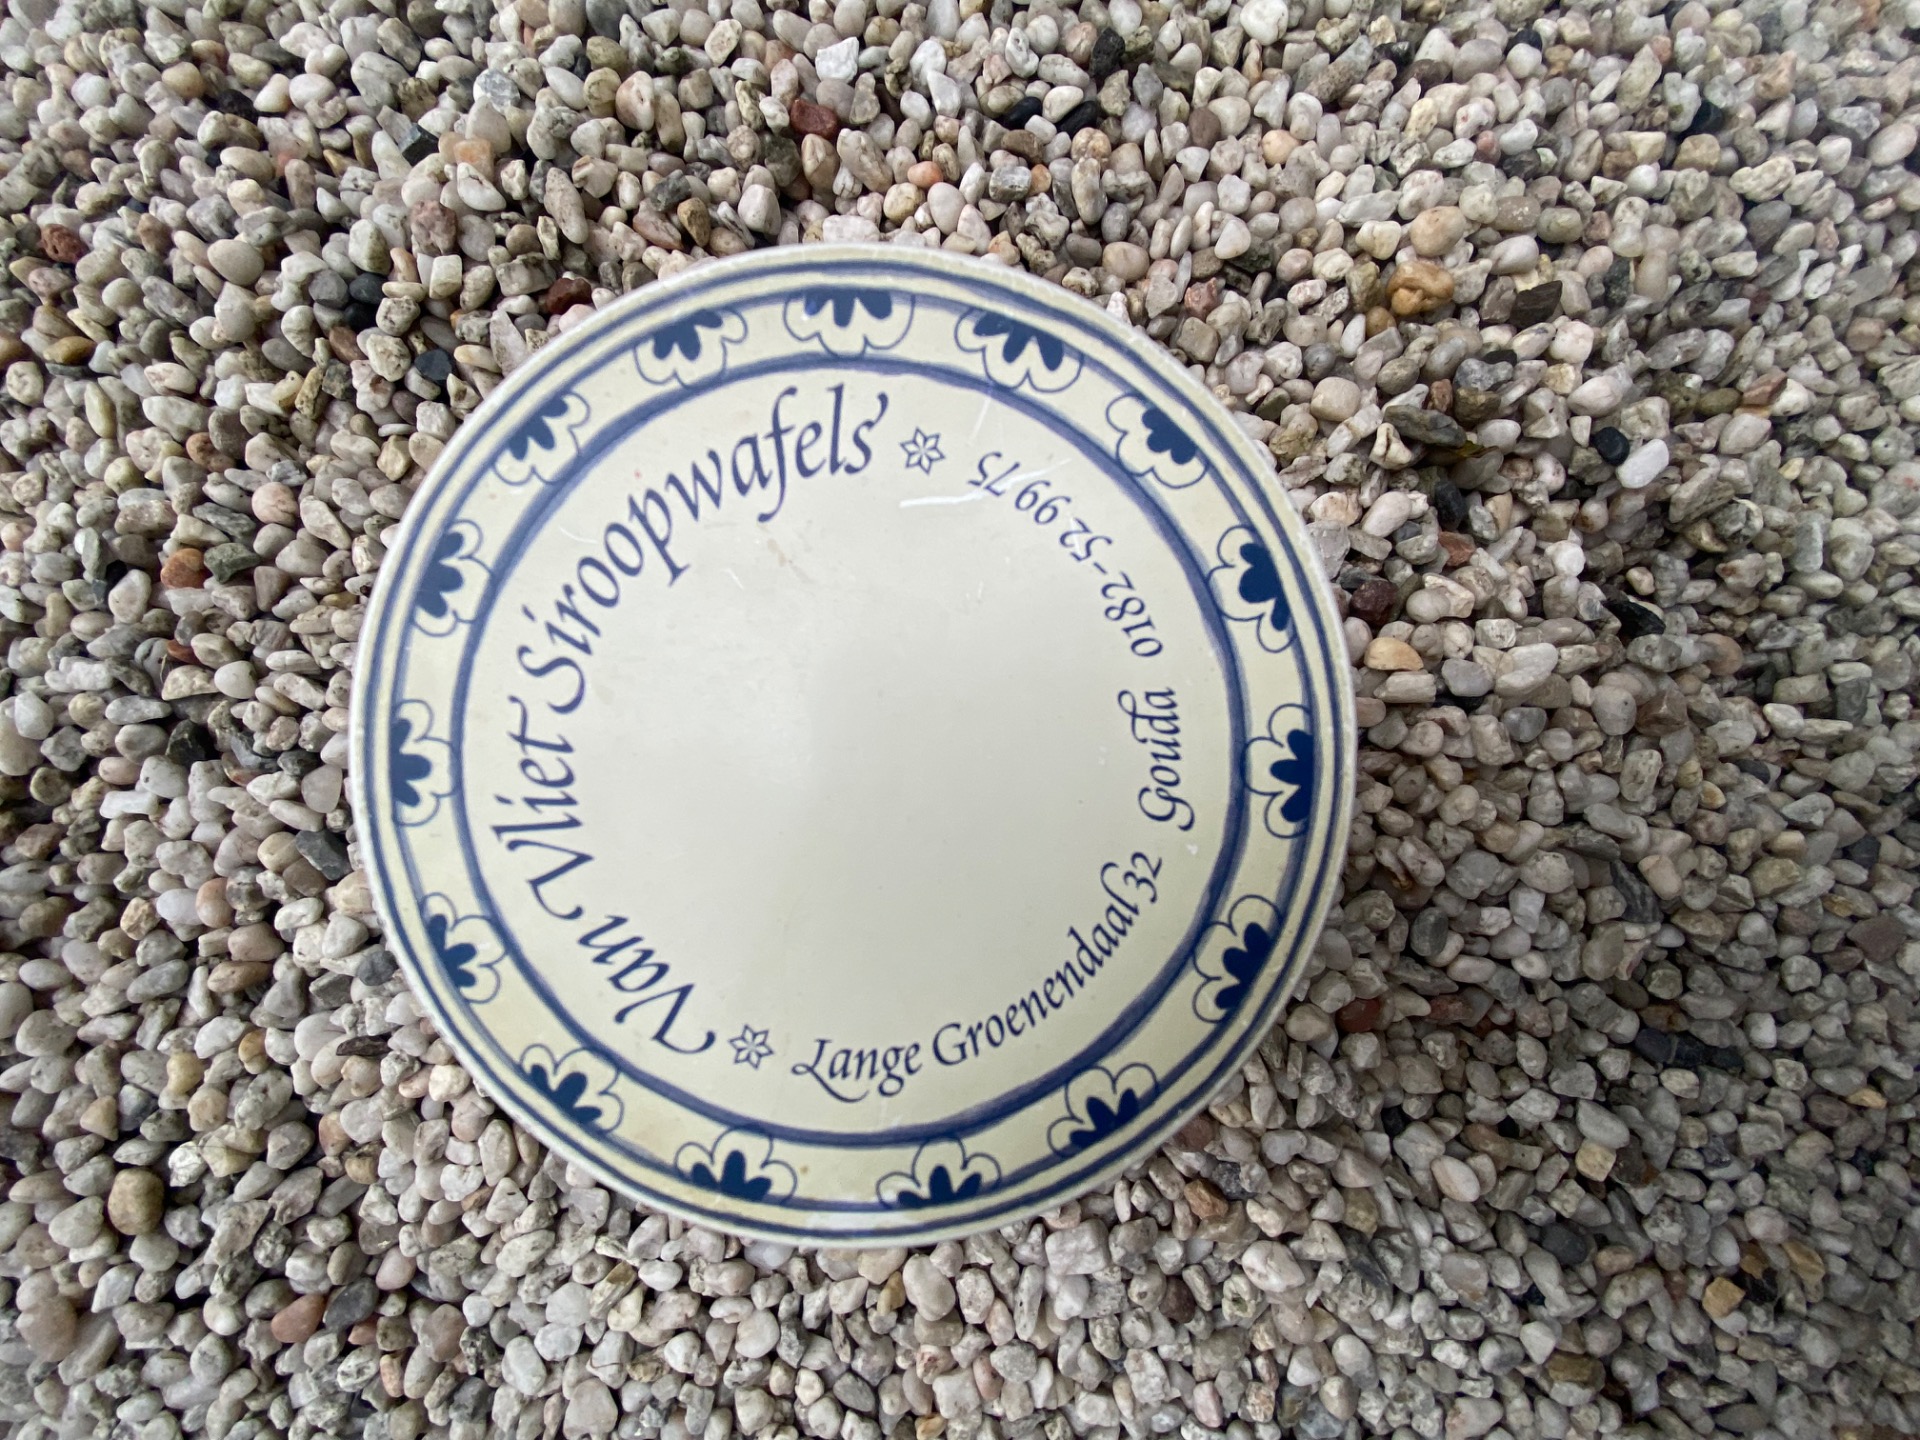 Van Vliet Siroopwafels
Lange Groenendaal 32 Gouda 0182-52 99 75